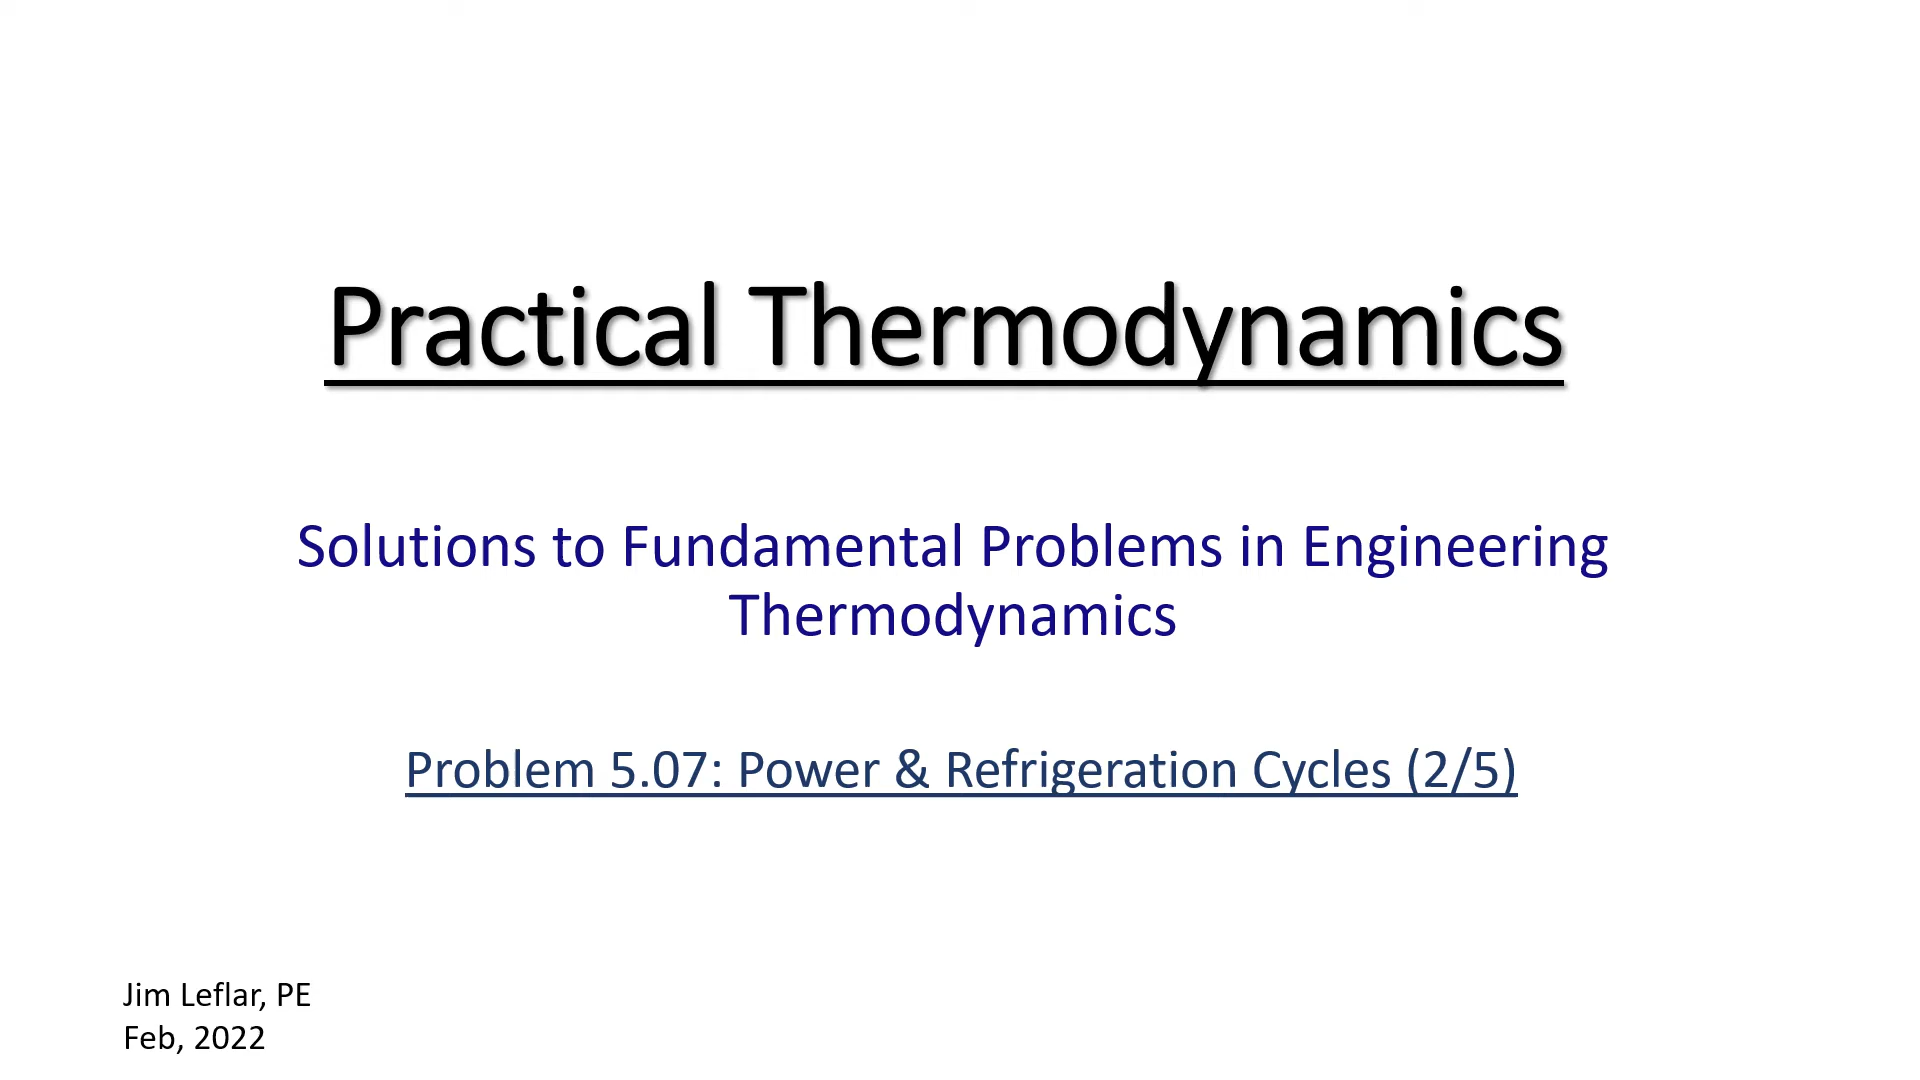 Practical Thermodynamics
Solutions to Fundamental Problems in Engineering
Thermodynamics
Problem 5.07: Power & Refrigeration Cycles (2/5)
Jim Leflar, PE
Feb, 2022